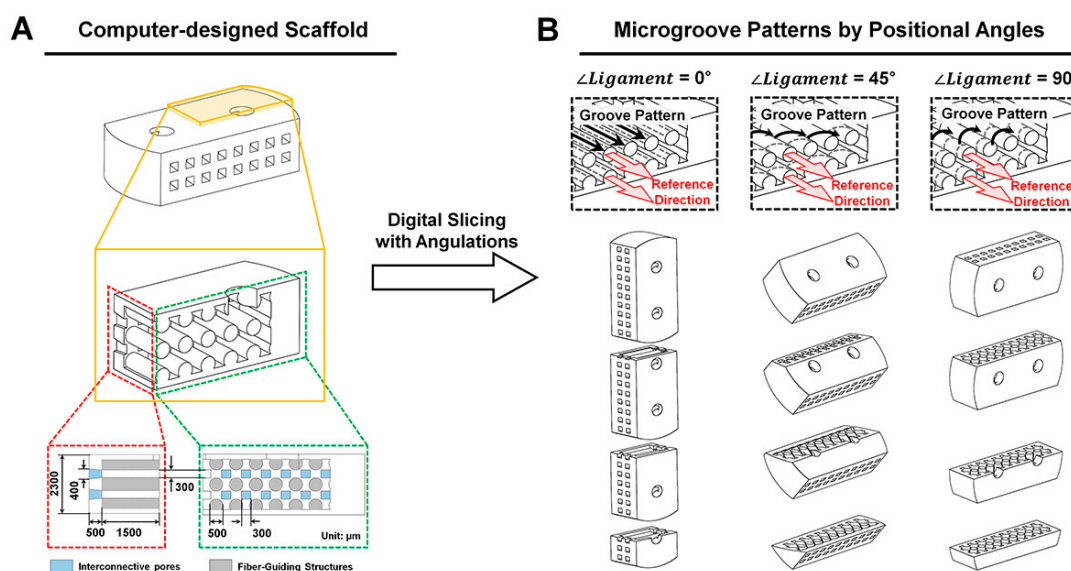 A
Computer-designed Scaffold
Digital Slicing
with Angulations
2300
400
300
500
1500
500
300
Unit: µm
Interconnective pores
Fiber-Guiding Structures
B
Microgroove Patterns by Positional Angles
∠Ligament = 0°
∠Ligament = 45°
∠Ligament = 90
Groove Pattern
Reference
Direction
Groove Pattern
Reference
Direction
Groove Pattern
Reference
Direction